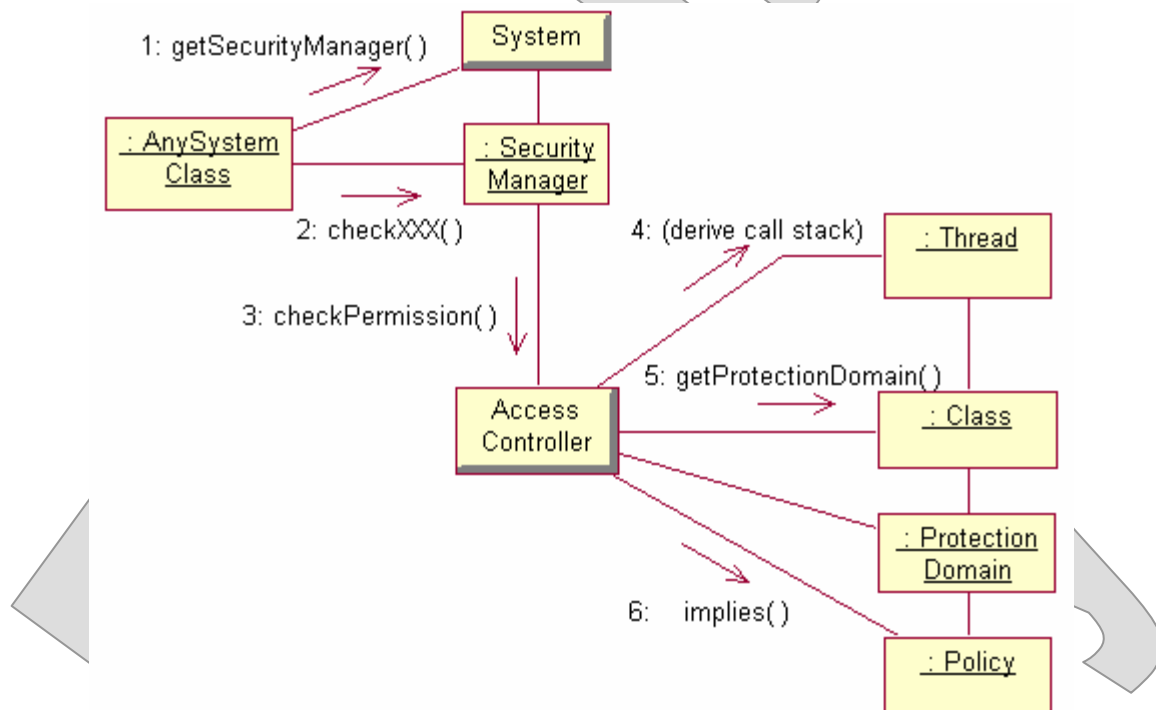 1: getSecurityManager( )
System
: AnySystem
Class
: Security
Manager
2: checkXXX( )
4: (derive call stack)
: Thread
3: checkPermission( )
5: getProtectionDomain( )
Access
Controller
: Class
: Protection
Domain
6: implies( )
: Policy